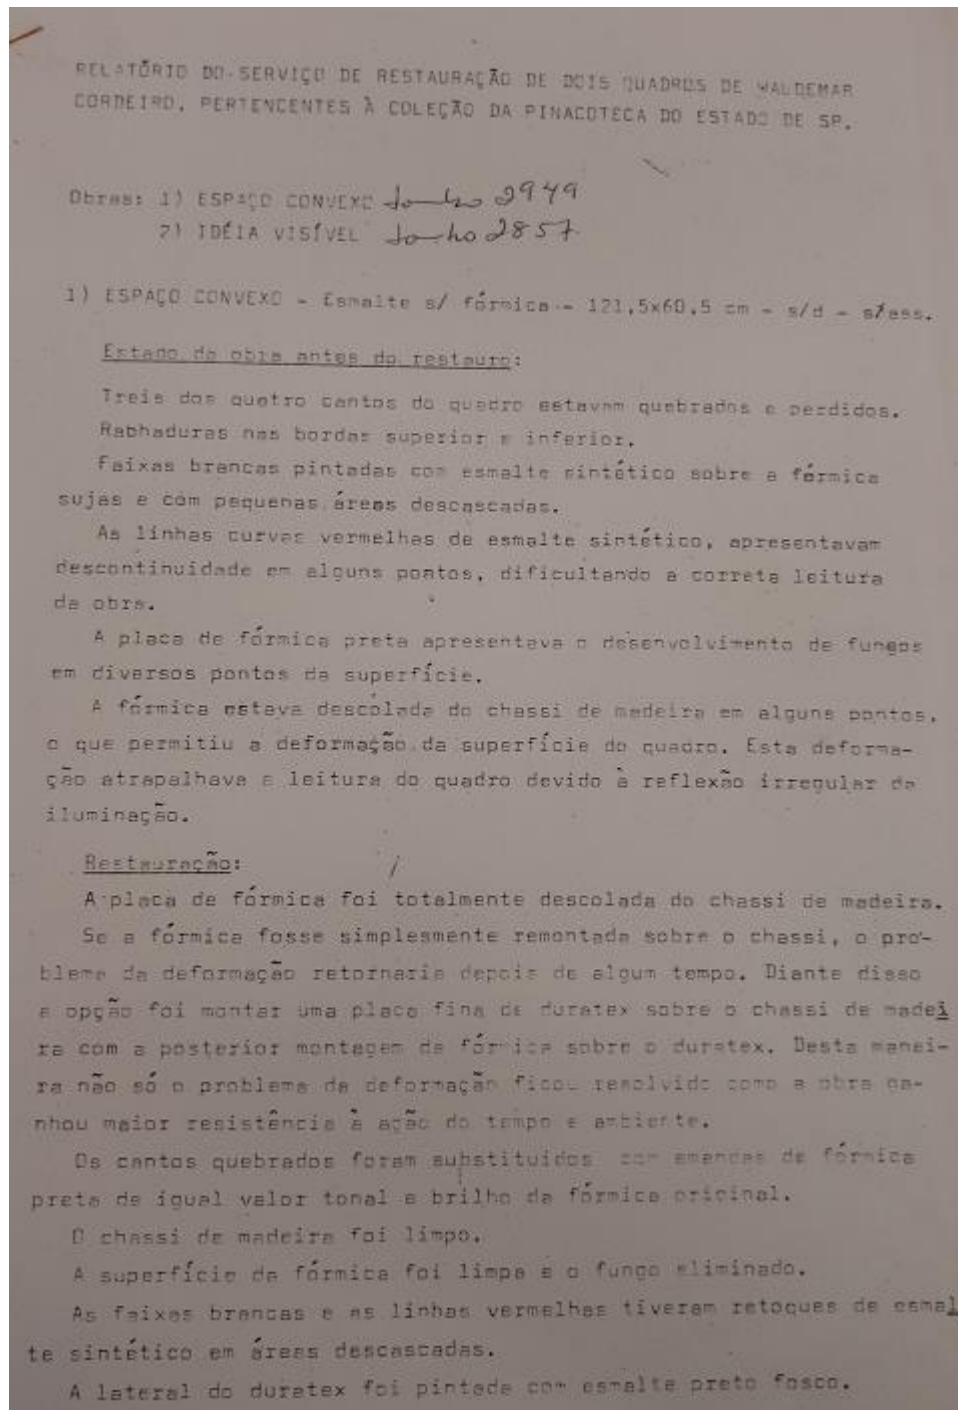 RELATÓRIO DO SERVIÇO DE RESTAURAÇÃO DE DOIS QUADROS DE WALDEMAR
CORDEIRO, PERTENCENTES À COLEÇÃO DA PINACOTECA DO ESTADO DE SP.
Obras: 1) ESPAÇO CONVEXO tombo 2949
2) IDÉIA VISÍVEL tombo 2857
1) ESPAÇO CONVEXO - Esmalte s/ fórmica - 121,5x60,5 cm - s/d - s/ass.
Estado da obra antes do restauro:
Treis dos quatro cantos do quadro estavam quebrados e perdidos.
Rachaduras nas bordas superior e inferior.
Faixas brancas pintadas com esmalte sintético sobre a fórmica
sujas e com pequenas áreas descascadas.
As linhas curvas vermelhas de esmalte sintético, apresentavam
descontinuidade em alguns pontos, dificultando a correta leitura
da obra.
A placa de fórmica preta apresentava o desenvolvimento de fungos
em diversos pontos da superfície.
A fórmica estava descolada do chassi de madeira em alguns pontos,
o que permitiu a deformação da superfície do quadro. Esta deforma-
ção atrapalhava a leitura do quadro devido à reflexão irregular da
iluminação.
Restauração:
A placa de fórmica foi totalmente descolada do chassi de madeira.
Se a fórmica fosse simplesmente remontada sobre o chassi, o pro-
blema da deformação retornaria depois de algum tempo. Diante disso
a opção foi montar uma placa fina de duratex sobre o chassi de madei
ra com a posterior montagem da fórmica sobre o duratex. Desta manei-
ra não só o problema da deformação ficou resolvido como a obra ga-
nhou maior resistência à ação do tempo e ambiente.
Os cantos quebrados foram substituidos com emendas de fórmica
preta de igual valor tonal e brilho da fórmica original.
O chassi de madeira foi limpo.
A superfície da fórmica foi limpa e o fungo eliminado.
As faixas brancas e as linhas vermelhas tiveram retoques de esmal
te sintético em áreas descascadas.
A lateral do duratex foi pintada com esmalte preto fosco.